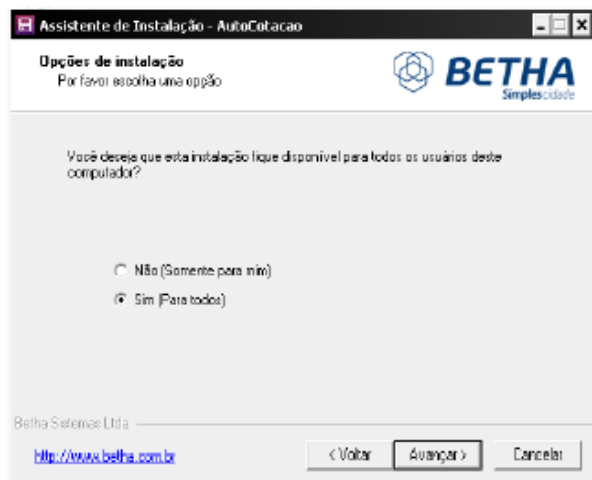 Assistente de Instalação - AutoCotacao
Opções de instalação
Por favor escolha uma opção
BETHA
Simplescidade
Você deseja que esta instalação fique disponível para todos os usuários deste
computador?
Não (Somente para mim)
Sim (Para todos)
Betha Sistemas Ltda
http://www.betha.com.br
< Voltar
Avançar >
Cancelar